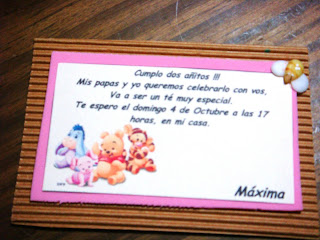 Cumplo dos añitos !!!
Mis papas y yo queremos celebrarlo con vos,
Va a ser un té muy especial.
Te espero el domingo 4 de Octubre a las 17
horas, en mi casa.
Máxima